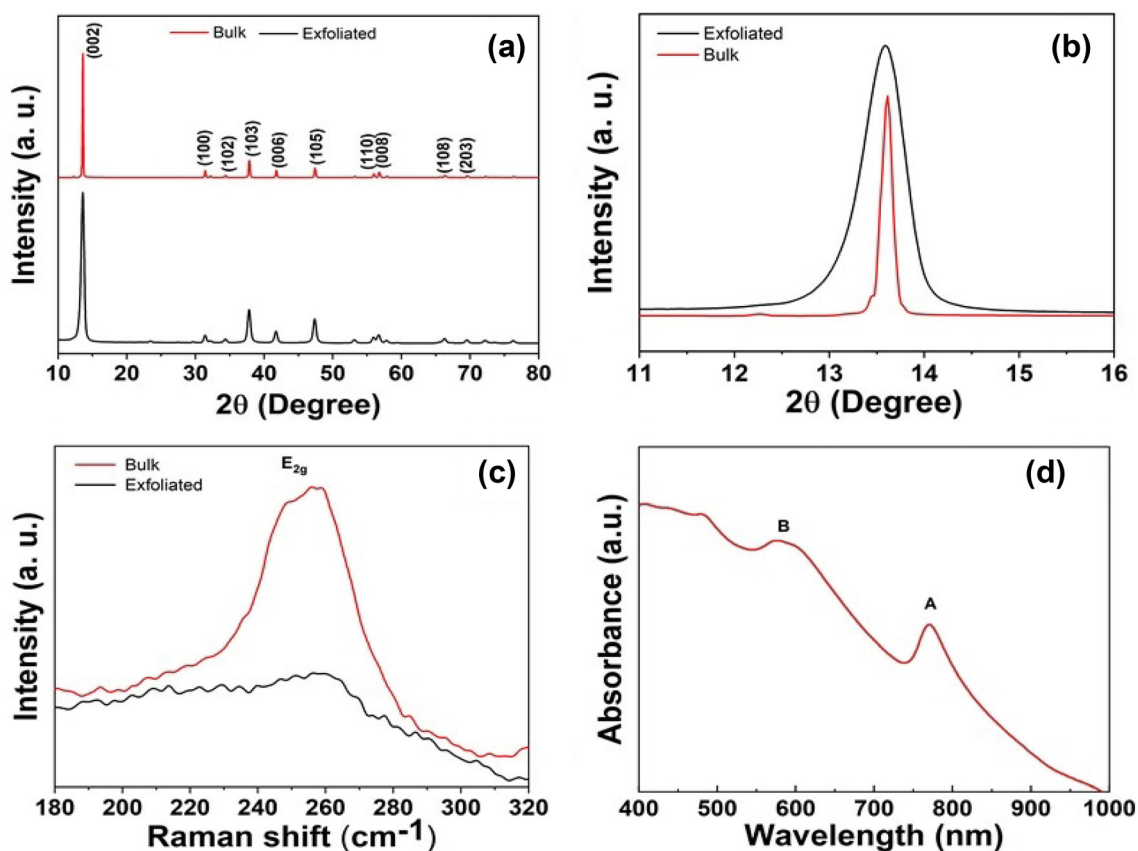 Bulk Exfoliated
(a)
(002)
(100)
(102)
(103)
(006)
(105)
(110)
(008)
(108)
(203)
Intensity (a. u.)
10 20 30 40 50 60 70 80
2θ (Degree)
Exfoliated
Bulk
(b)
Intensity (a. u.)
11 12 13 14 15 16
2θ (Degree)
Bulk
Exfoliated
E2g
(c)
Intensity (a. u.)
180 200 220 240 260 280 300 320
Raman shift (cm-1)
(d)
B
A
Absorbance (a.u.)
400 500 600 700 800 900 1000
Wavelength (nm)